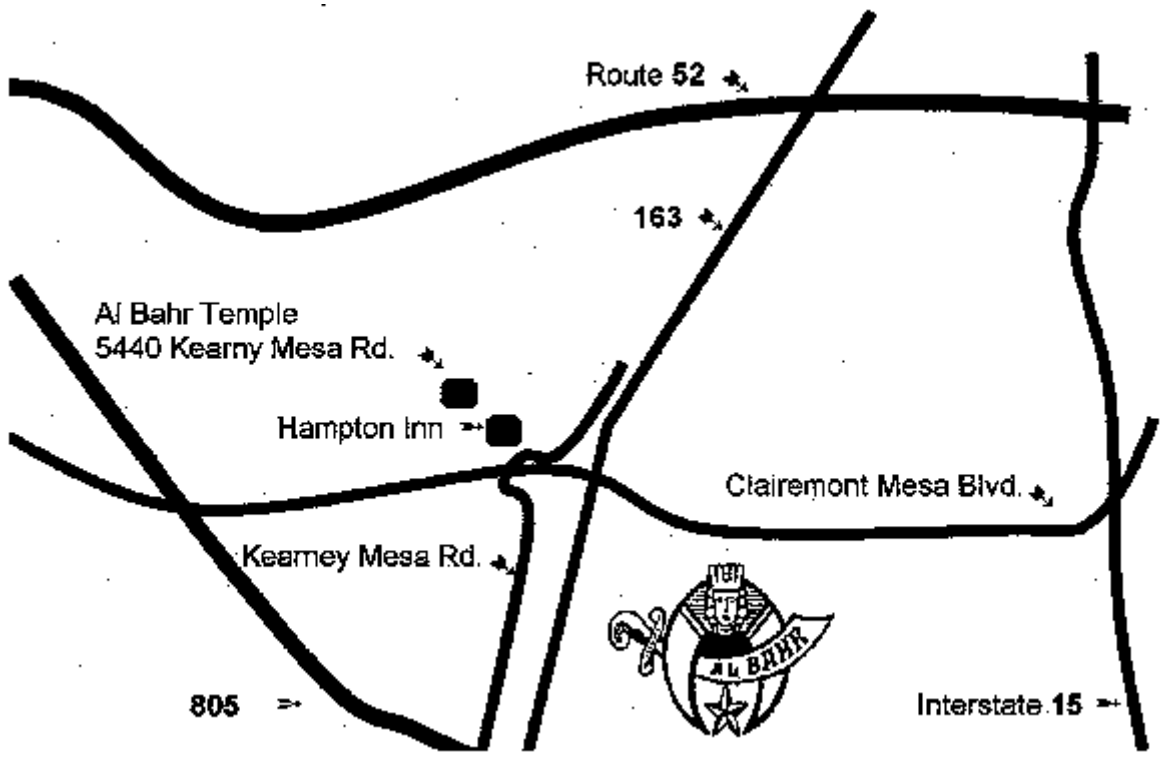 Route 52
163
Al Bahr Temple
5440 Kearny Mesa Rd.
Hampton Inn
Clairemont Mesa Blvd.
Kearney Mesa Rd.
AL BAHR
805
Interstate 15